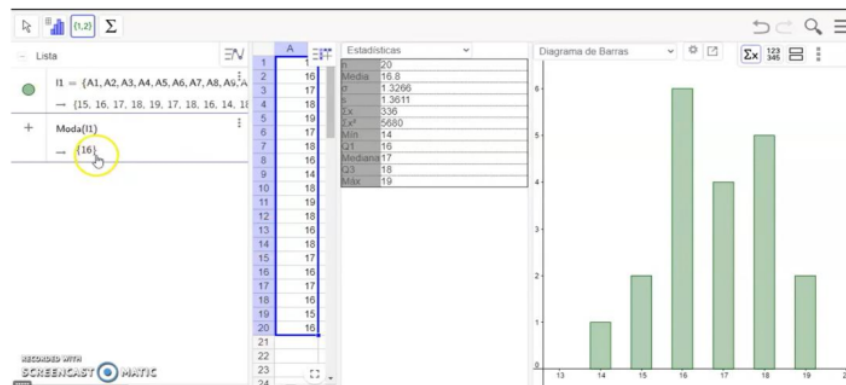 {1,2} Σ
Lista
l1 = {A1, A2, A3, A4, A5, A6, A7, A8, A9, A
→ {15, 16, 17, 18, 19, 17, 18, 16, 14, 18
Moda(l1)
→ {16}
A
1
2 16
3 17
4 18
5 19
6 17
7 18
8 16
9 14
10 18
11 19
12 18
13 16
14 18
15 17
16 16
17 17
18 16
19 15
20 16
21
22
23
24
Estadísticas
n 20
Media 16.8
σ 1.3266
s 1.3611
Σx 336
Σx² 5680
Mín 14
Q1 16
Mediana 17
Q3 18
Máx 19
Diagrama de Barras
Σx 123 345
6
5
4
3
2
1
0
13 14 15 16 17 18 19 2
RECORDED WITH
SCREENCAST MATIC